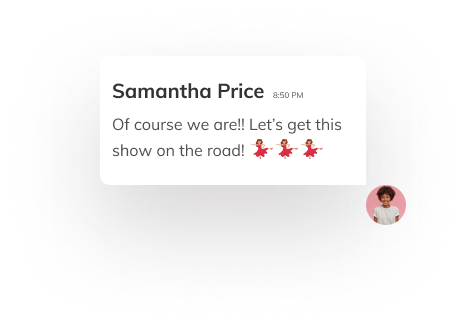 Samantha Price 8:50 PM
Of course we are!! Let's get this
show on the road! 💃💃💃